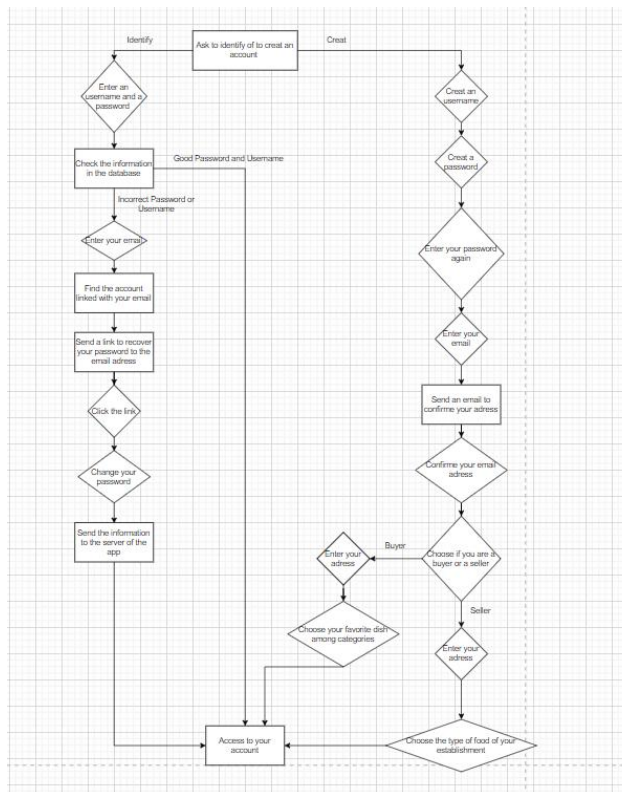 Identify
Ask to identify of to creat an
account
Creat
Enter an
username and a
password
Creat an
username
Check the information
in the database
Good Password and Username
Creat a
password
Incorrect Password or
Username
Enter your email
Enter your password
again
Find the account
linked with your email
Send a link to recover
your password to the
email adress
Enter your
email
Click the link
Send an email to
confirme your adress
Change your
password
Confirme your email
adress
Send the information
to the server of the
app
Buyer
Enter your
adress
Choose if you are a
buyer or a seller
Seller
Choose your favorite dish
among categories
Enter your
adress
Access to your
account
Choose the type of food of your
establishment